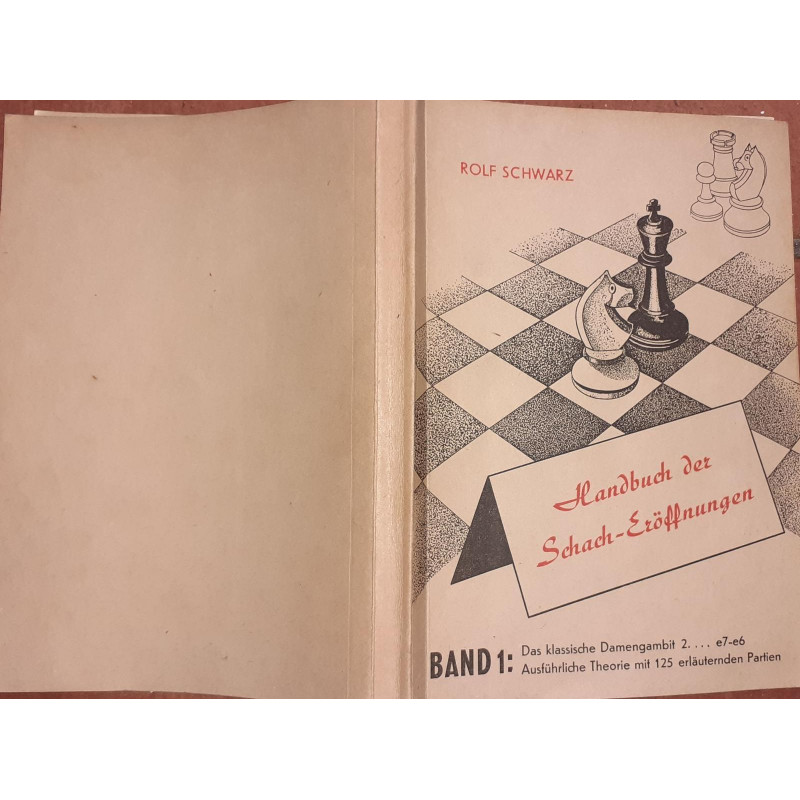 ROLF SCHWARZ
Handbuch der
Schach-Eröffnungen
BAND 1:
Das klassische Damengambit 2. ... e7-e6
Ausführliche Theorie mit 125 erläuternden Partien